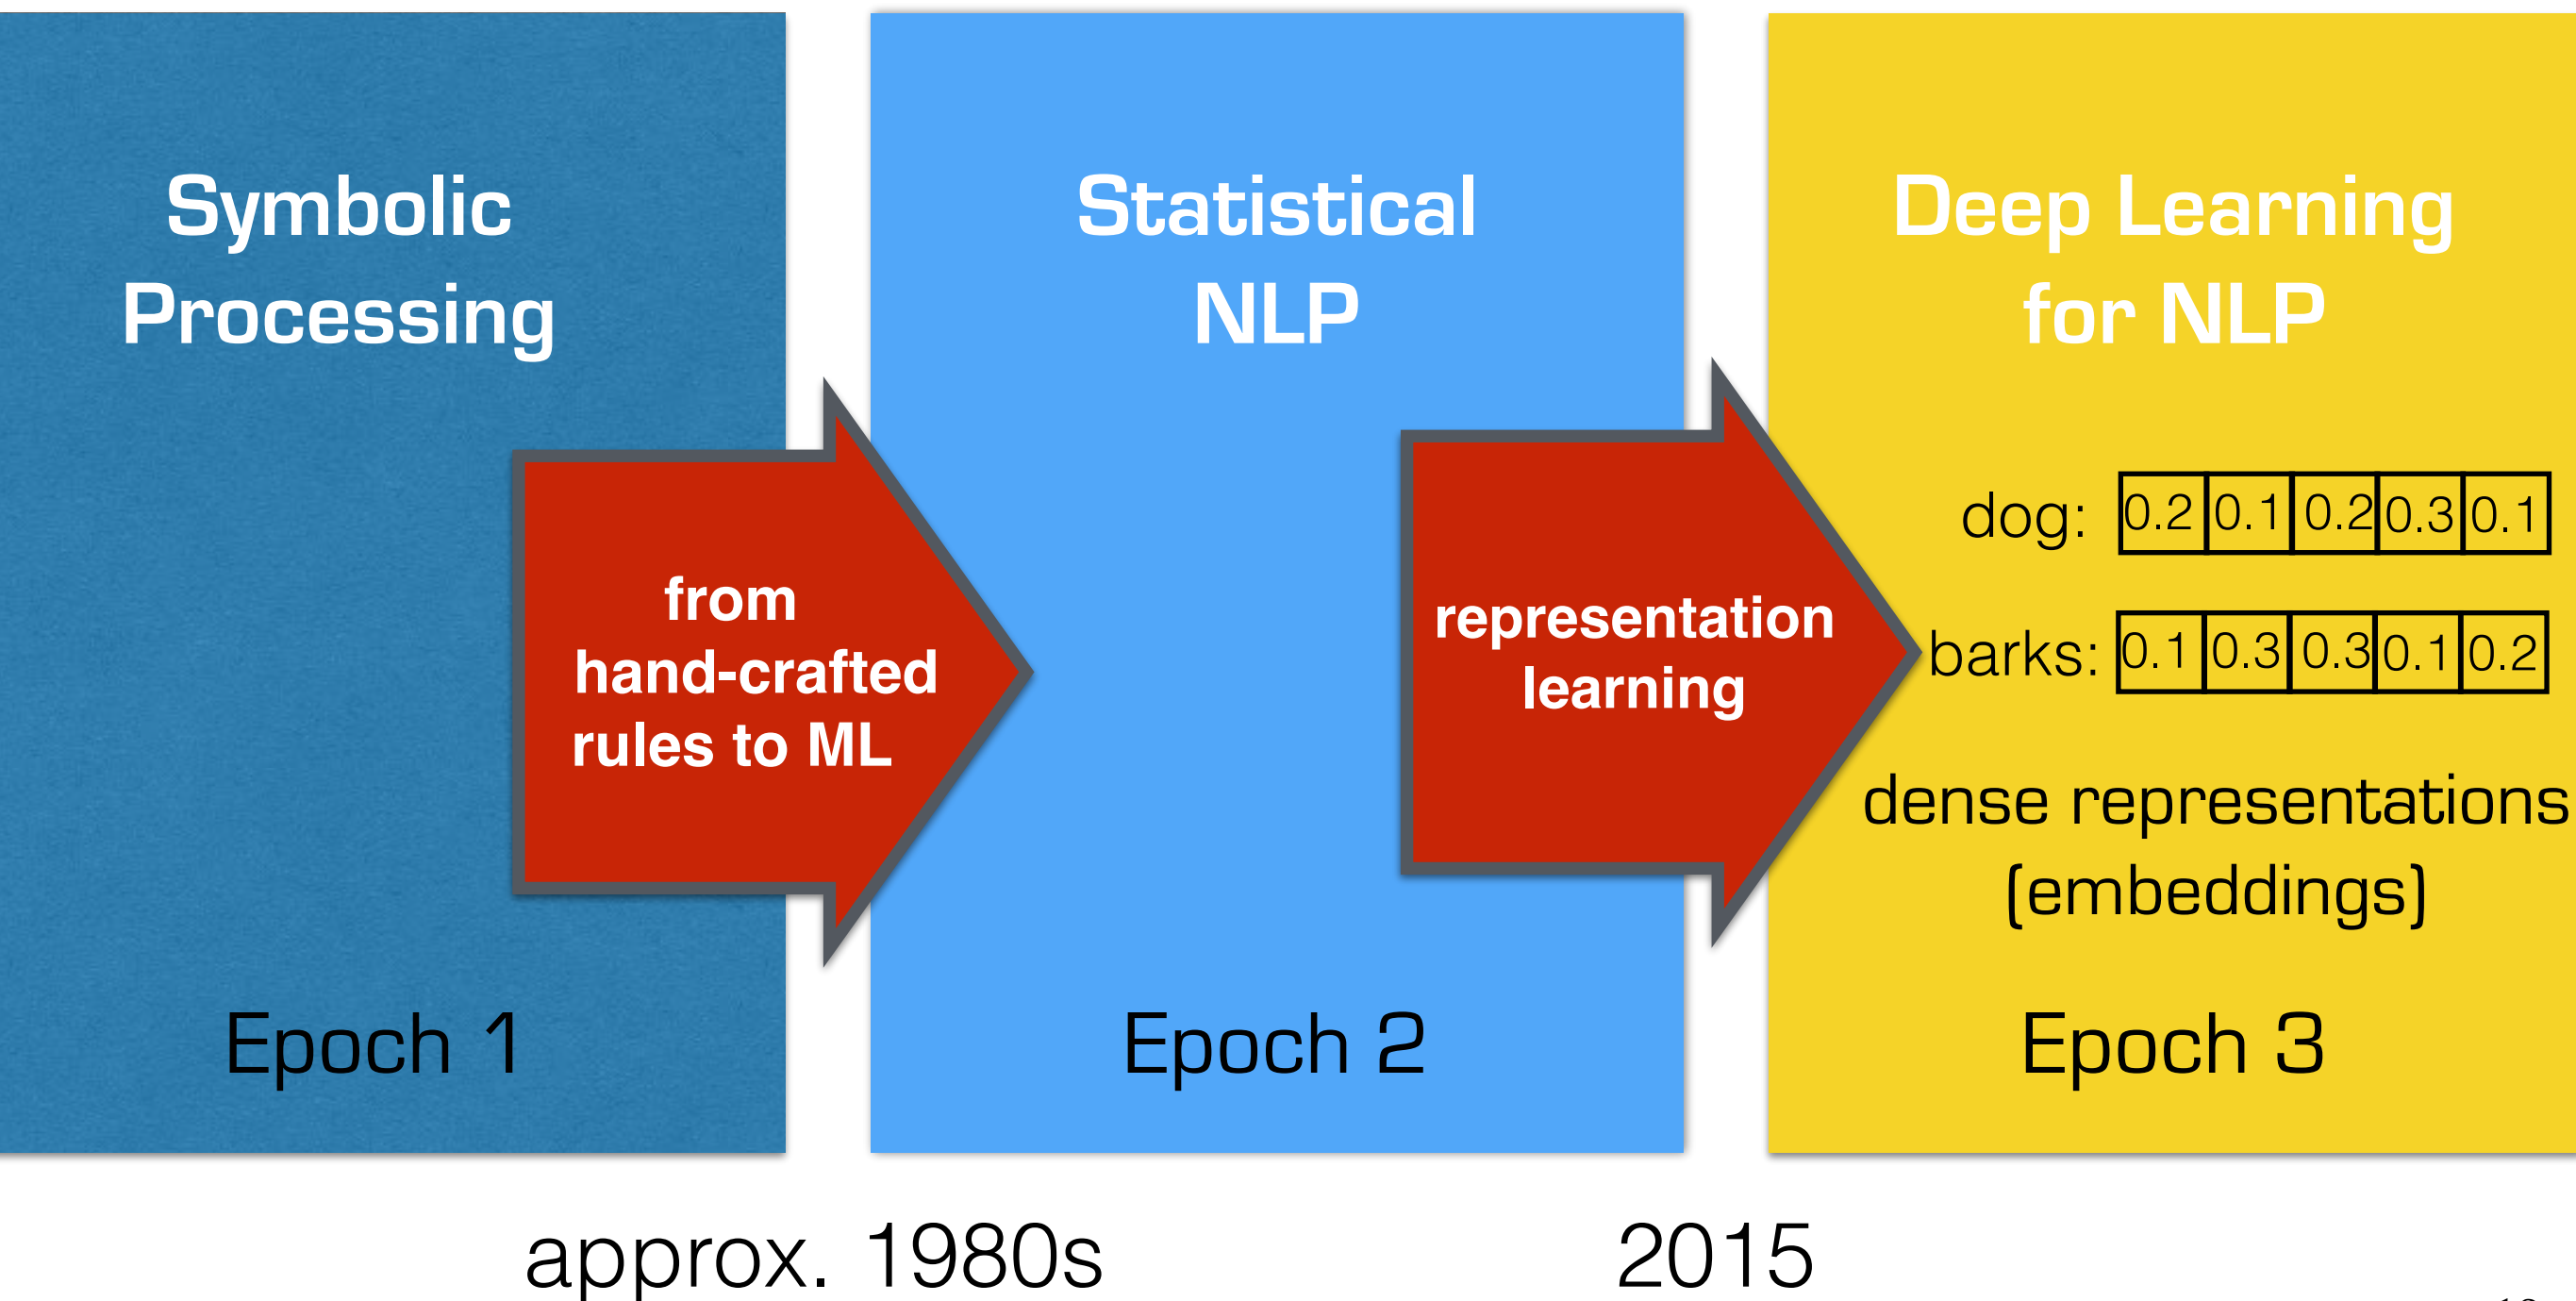 Symbolic
Processing
from
hand-crafted
rules to ML
Epoch 1
Statistical
NLP
representation
learning
Epoch 2
Deep Learning
for NLP
dog: 0.2 0.1 0.2 0.3 0.1
barks: 0.1 0.3 0.3 0.1 0.2
dense representations
(embeddings)
Epoch 3
approx. 1980s
2015